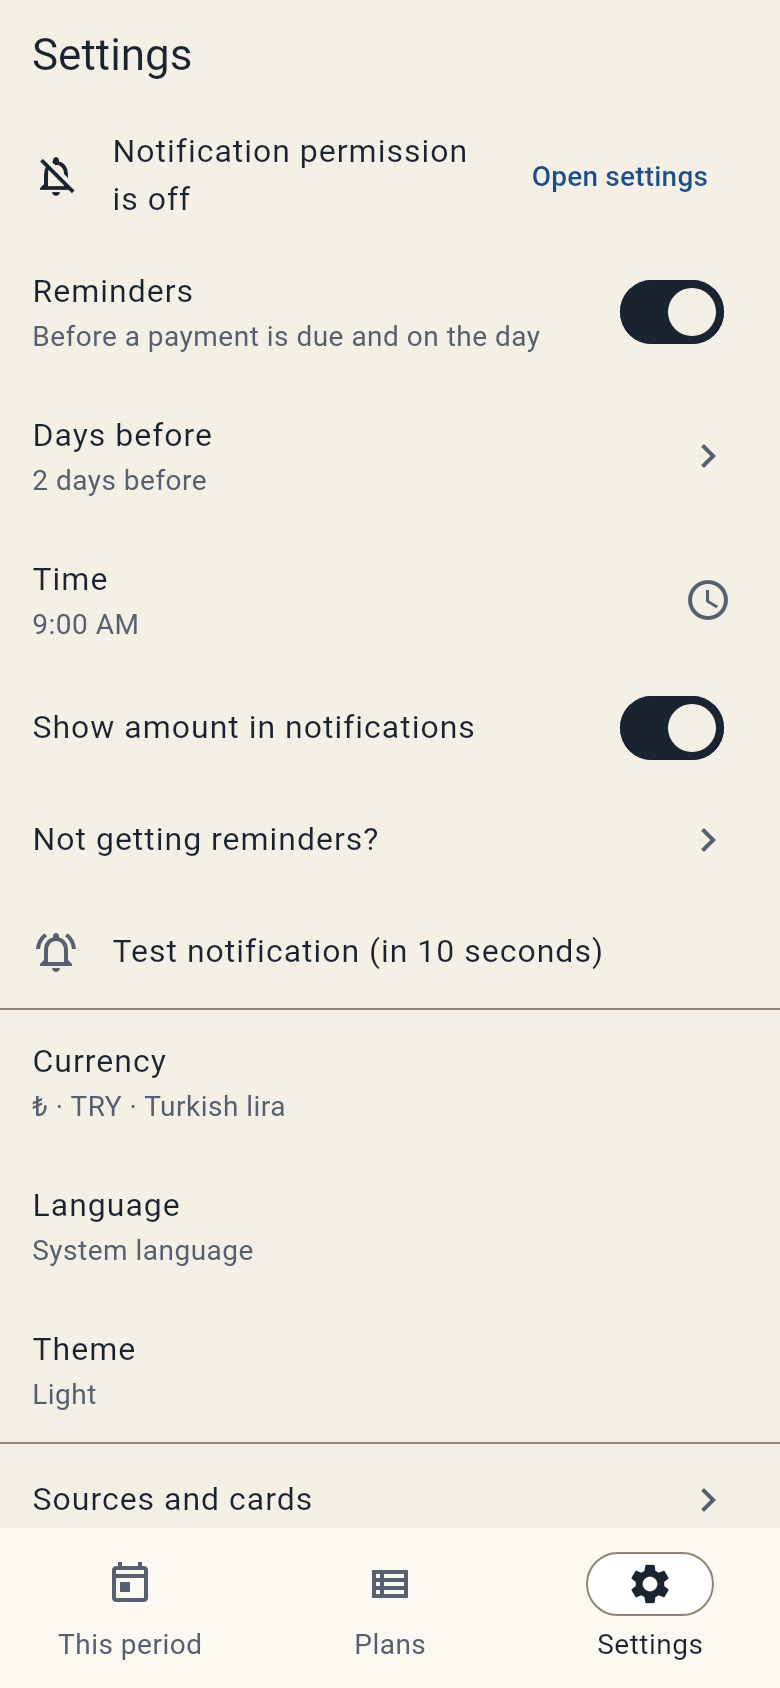 Settings
Notification permission
is off
Open settings
Reminders
Before a payment is due and on the day
Days before
2 days before
Time
9:00 AM
Show amount in notifications
Not getting reminders?
Test notification (in 10 seconds)
Currency
₺ · TRY · Turkish lira
Language
System language
Theme
Light
Sources and cards
This period
Plans
Settings